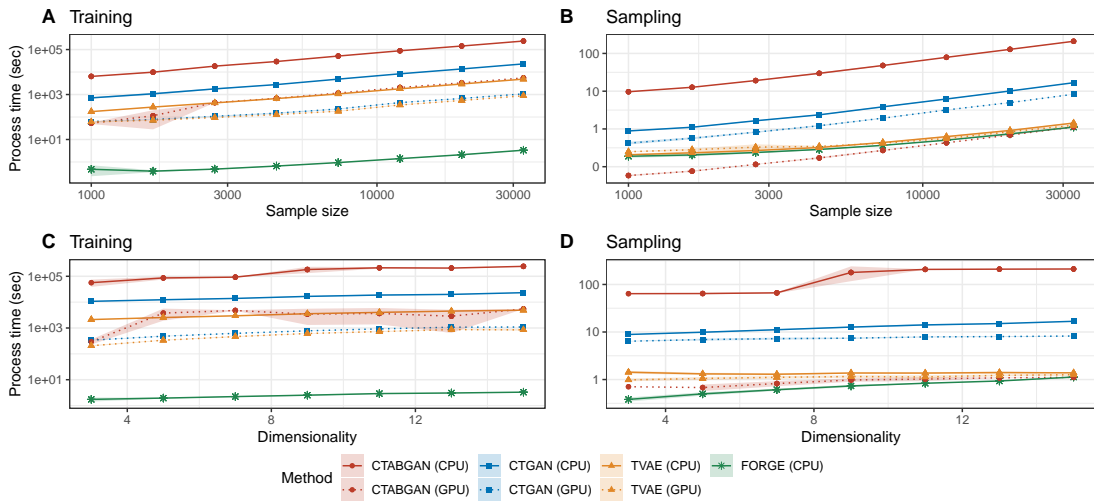 A Training
Process time (sec)
1e+05
1e+03
1e+01
1000 3000 10000 30000
Sample size
B Sampling
100
10
1
0
1000 3000 10000 30000
Sample size
C Training
Process time (sec)
1e+05
1e+03
1e+01
4 8 12
Dimensionality
D Sampling
100
10
1
4 8 12
Dimensionality
Method
CTABGAN (CPU) CTGAN (CPU) TVAE (CPU) FORGE (CPU)
CTABGAN (GPU) CTGAN (GPU) TVAE (GPU)